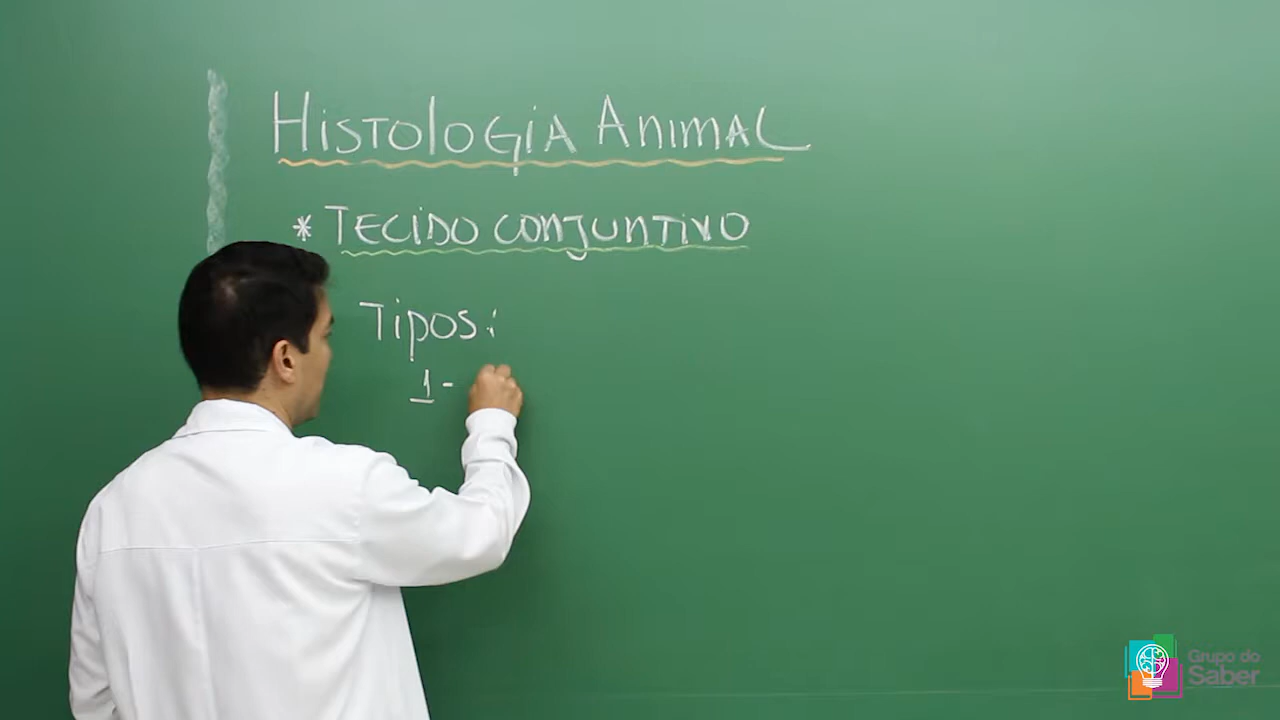 Histologia Animal
* Tecido conjuntivo
Tipos:
1-
Grupo do
Saber